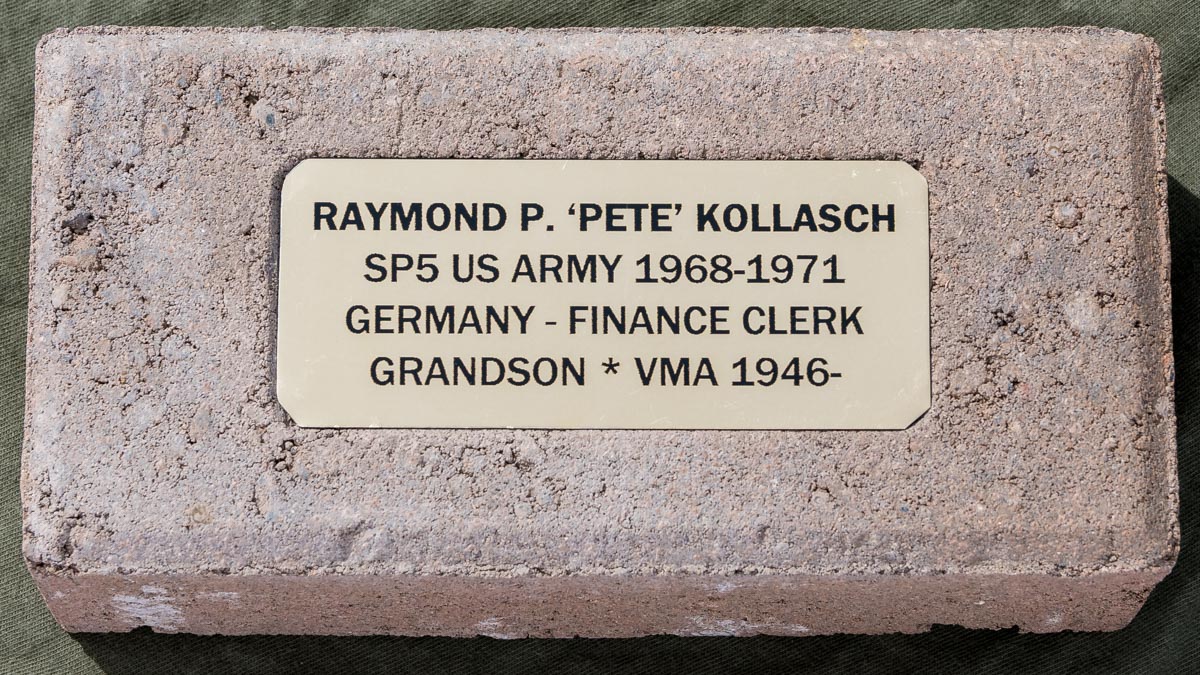 RAYMOND P. ‘PETE’ KOLLASCH
SP5 US ARMY 1968-1971
GERMANY - FINANCE CLERK
GRANDSON * VMA 1946-